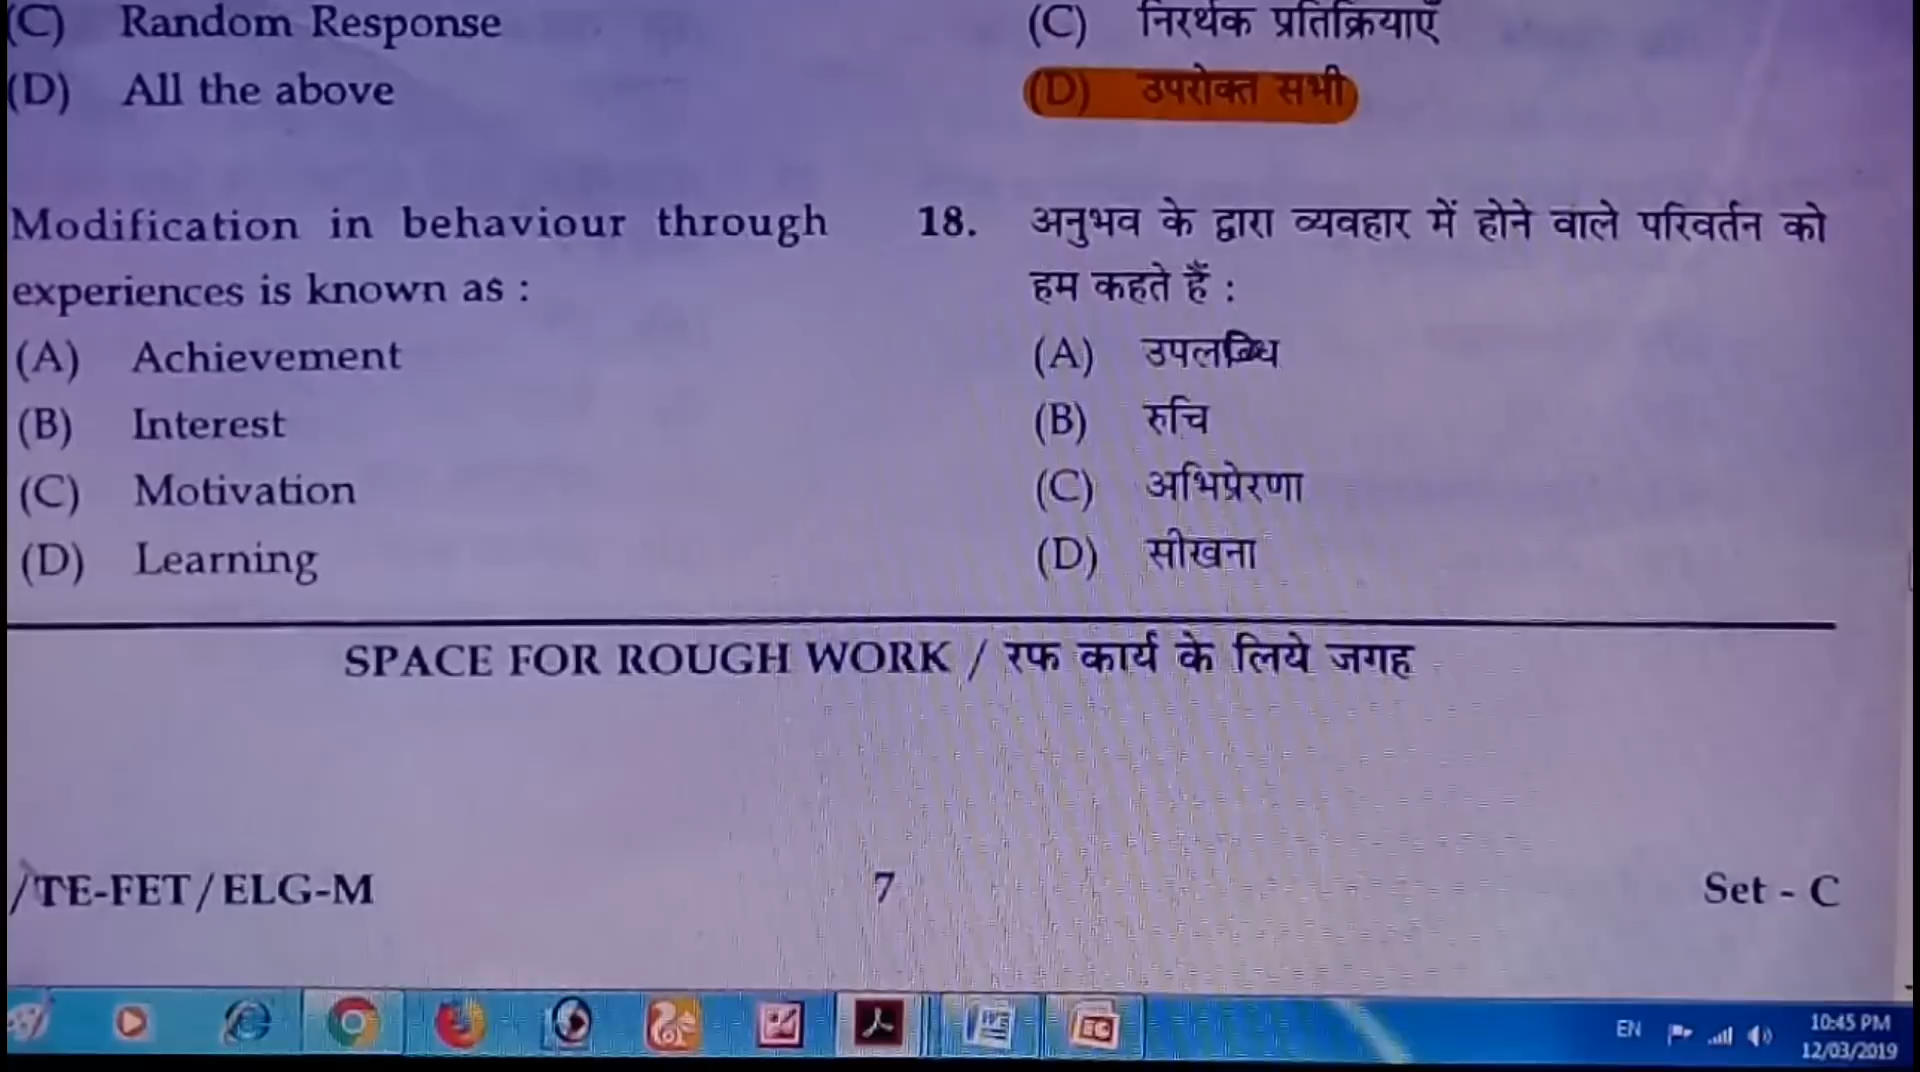 (C) Random Response
(D) All the above
Modification in behaviour through
experiences is known as :
(A) Achievement
(B) Interest
(C) Motivation
(D) Learning
(C) निरर्थक प्रतिक्रियाएँ
(D) उपरोक्त सभी
18. अनुभव के द्वारा व्यवहार में होने वाले परिवर्तन को
हम कहते हैं :
(A) उपलब्धि
(B) रुचि
(C) अभिप्रेरणा
(D) सीखना
SPACE FOR ROUGH WORK / रफ कार्य के लिये जगह
/TE-FET/ELG-M 7 Set - C
EN 10:45 PM
12/03/2019